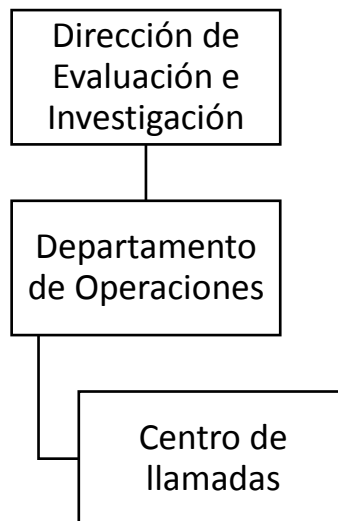 Dirección de
Evaluación e
Investigación
Departamento
de Operaciones
Centro de
llamadas